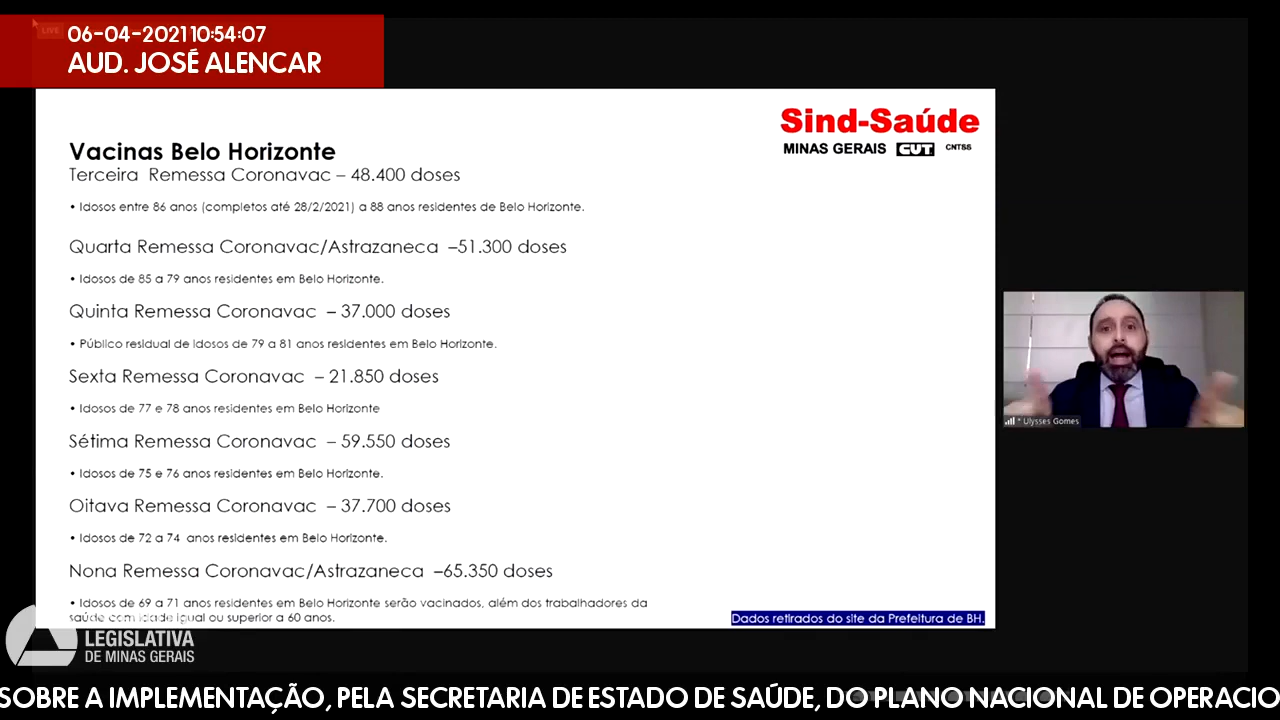 LIVE
06-04-2021 10:54:07
AUD. JOSÉ ALENCAR
Sind-Saúde
MINAS GERAIS CUT CNTSS
Vacinas Belo Horizonte
Terceira Remessa Coronavac – 48.400 doses
• Idosos entre 86 anos (completos até 28/2/2021) a 88 anos residentes de Belo Horizonte.
Quarta Remessa Coronavac/Astrazaneca –51.300 doses
• Idosos de 85 a 79 anos residentes em Belo Horizonte.
Quinta Remessa Coronavac – 37.000 doses
• Público residual de idosos de 79 a 81 anos residentes em Belo Horizonte.
Sexta Remessa Coronavac – 21.850 doses
• Idosos de 77 e 78 anos residentes em Belo Horizonte
Sétima Remessa Coronavac – 59.550 doses
• Idosos de 75 e 76 anos residentes em Belo Horizonte.
Oitava Remessa Coronavac – 37.700 doses
• Idosos de 72 a 74 anos residentes em Belo Horizonte.
Nona Remessa Coronavac/Astrazaneca –65.350 doses
• Idosos de 69 a 71 anos residentes em Belo Horizonte serão vacinados, além dos trabalhadores da
saúde com idade igual ou superior a 60 anos.
Dados retirados do site da Prefeitura de BH.
* Ulysses Gomes
LEGISLATIVA
DE MINAS GERAIS
SOBRE A IMPLEMENTAÇÃO, PELA SECRETARIA DE ESTADO DE SAÚDE, DO PLANO NACIONAL DE OPERACIO